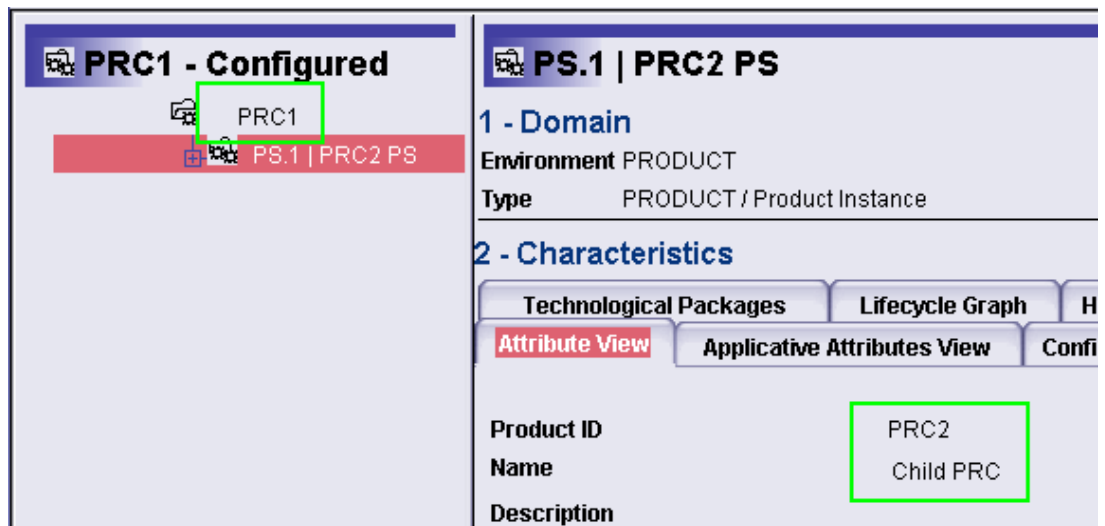 PRC1 - Configured
PRC1
PS.1 | PRC2 PS
PS.1 | PRC2 PS
1 - Domain
Environment PRODUCT
Type PRODUCT / Product Instance
2 - Characteristics
Technological Packages Lifecycle Graph H
Attribute View Applicative Attributes View Confi
Product ID PRC2
Name Child PRC
Description